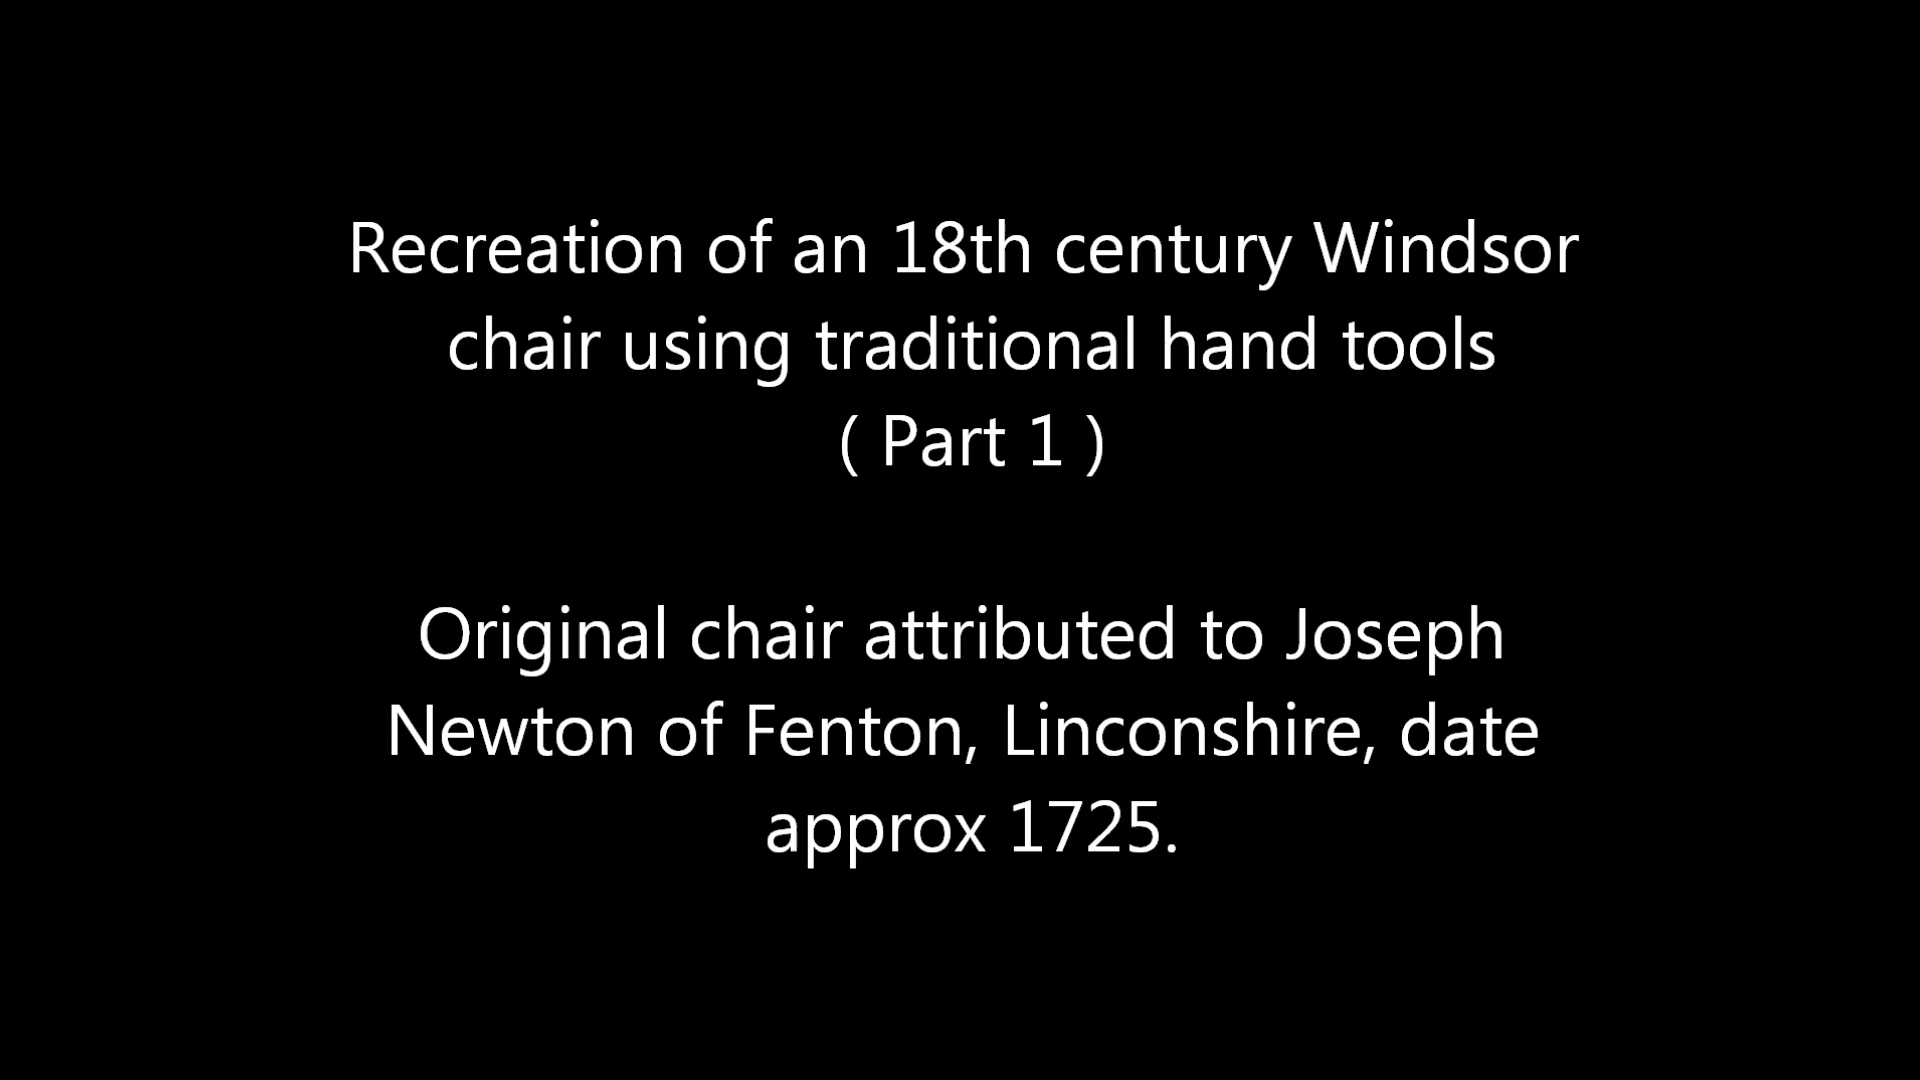 Recreation of an 18th century Windsor
chair using traditional hand tools
( Part 1 )
Original chair attributed to Joseph
Newton of Fenton, Linconshire, date
approx 1725.